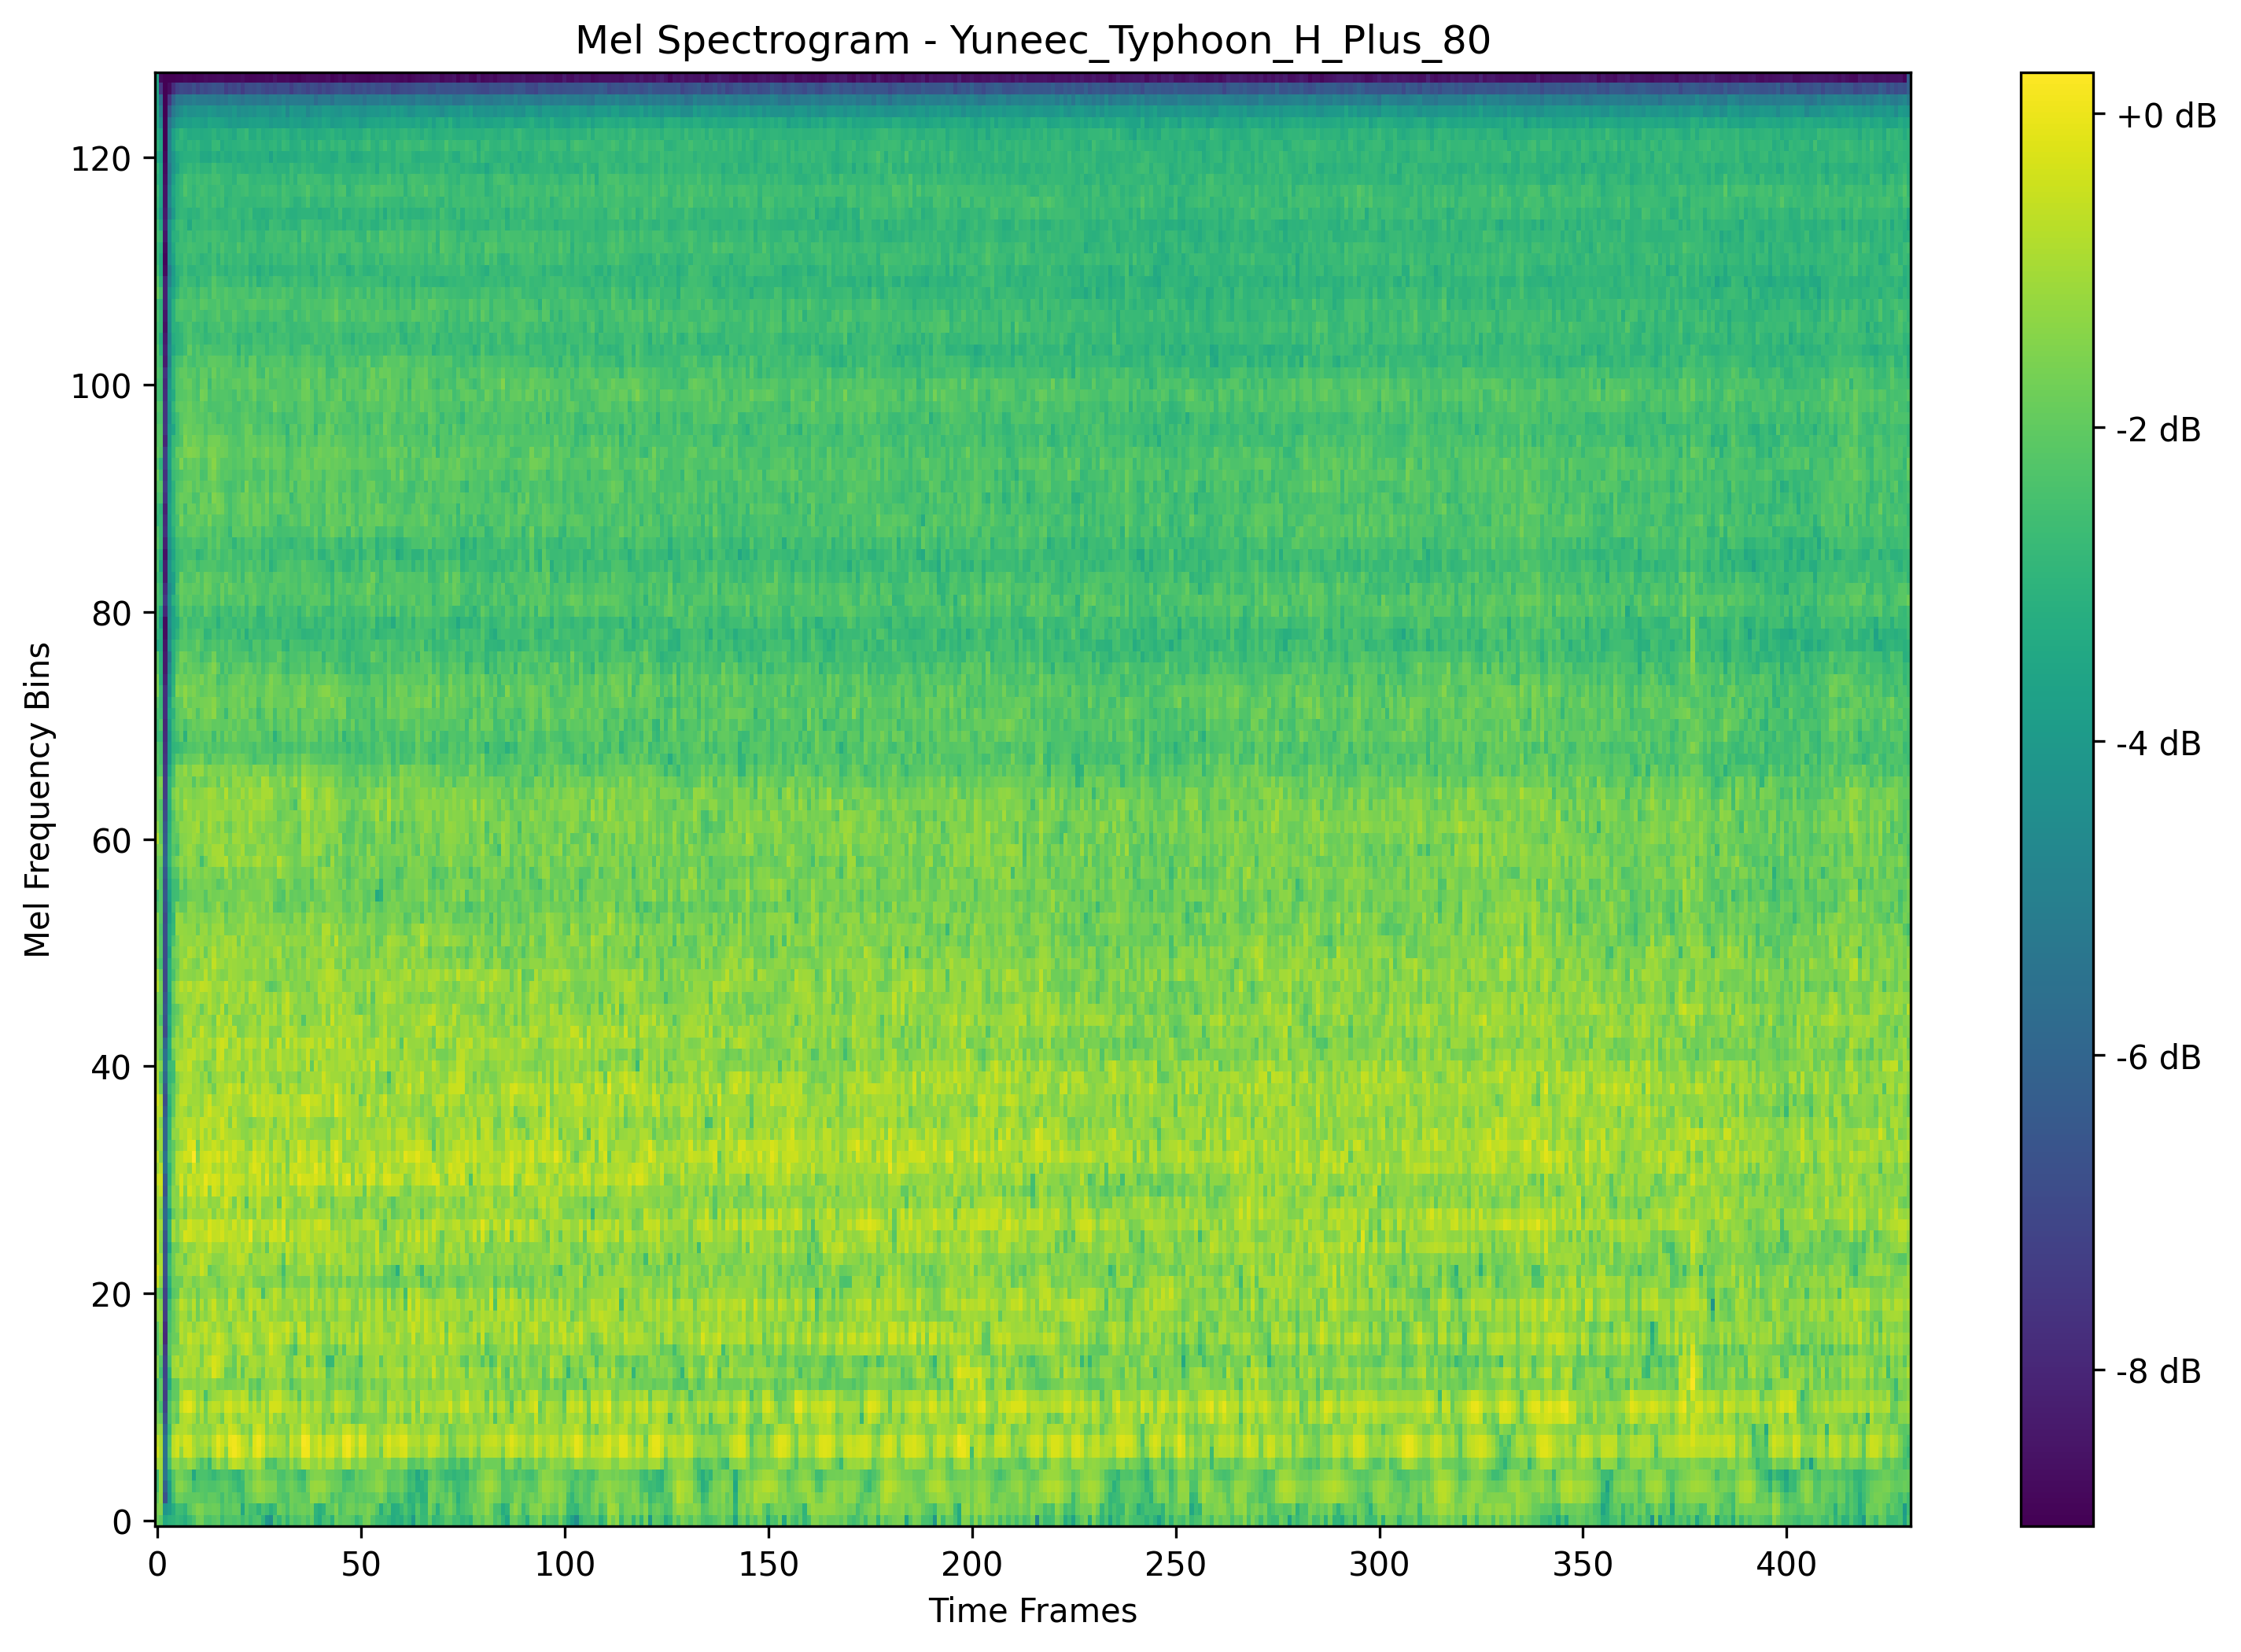 Mel Spectrogram - Yuneec_Typhoon_H_Plus_80
Mel Frequency Bins
120
100
80
60
40
20
0
0 50 100 150 200 250 300 350 400
Time Frames
+0 dB
-2 dB
-4 dB
-6 dB
-8 dB